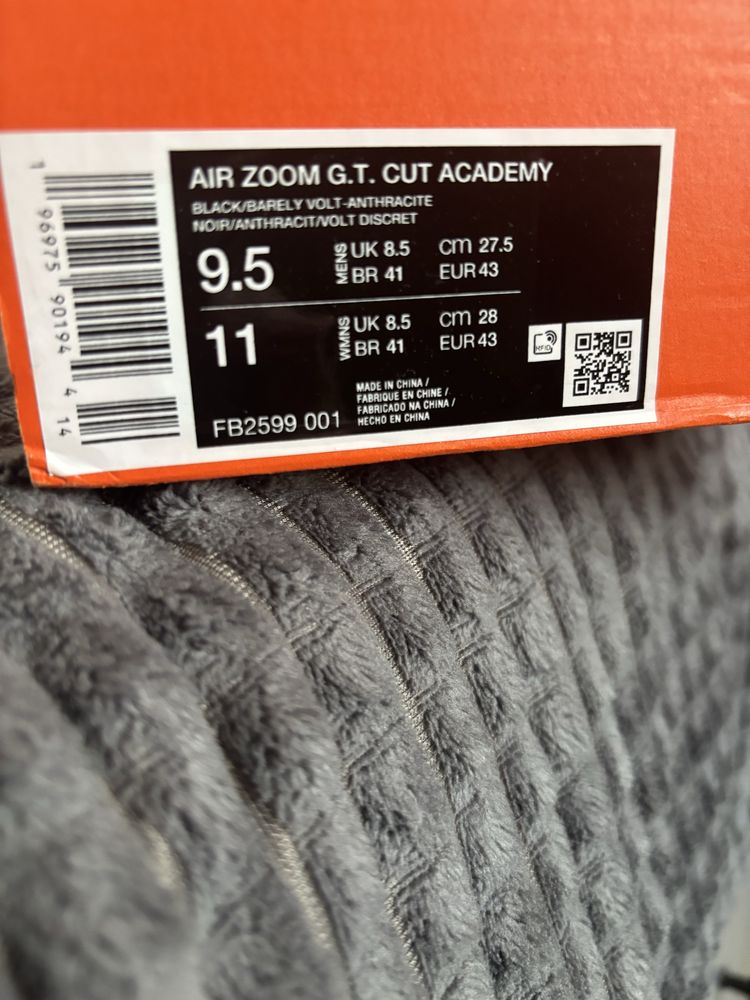 AIR ZOOM G.T. CUT ACADEMY
BLACK/BARELY VOLT-ANTHRACITE
NOIR/ANTHRACIT/VOLT DISCRET
9.5
MENS
UK 8.5 cm 27.5
BR 41 EUR 43
11
WMNS
UK 8.5 cm 28
BR 41 EUR 43
RFID
MADE IN CHINA /
FABRIQUE EN CHINE /
FABRICADO NA CHINA /
HECHO EN CHINA
FB2599 001
1 96975 90194 4 14